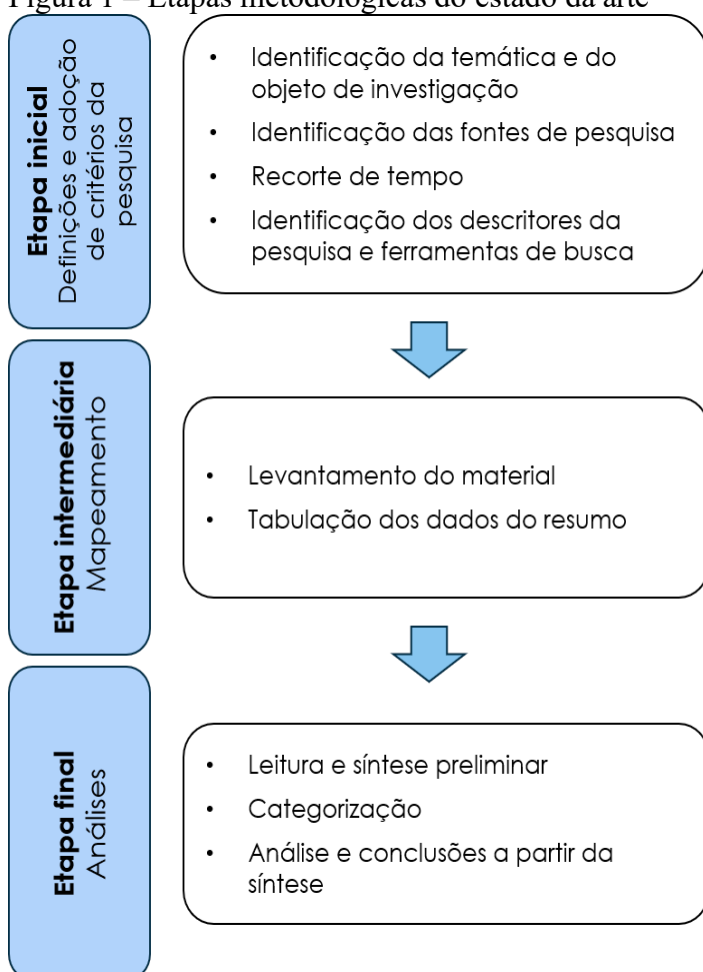 Figura 1 – Etapas metodológicas do estado da arte
Etapa inicial
Definições e adoção
de critérios da
pesquisa
• Identificação da temática e do
objeto de investigação
• Identificação das fontes de pesquisa
• Recorte de tempo
• Identificação dos descritores da
pesquisa e ferramentas de busca
Etapa intermediária
Mapeamento
• Levantamento do material
• Tabulação dos dados do resumo
Etapa final
Análises
• Leitura e síntese preliminar
• Categorização
• Análise e conclusões a partir da
síntese